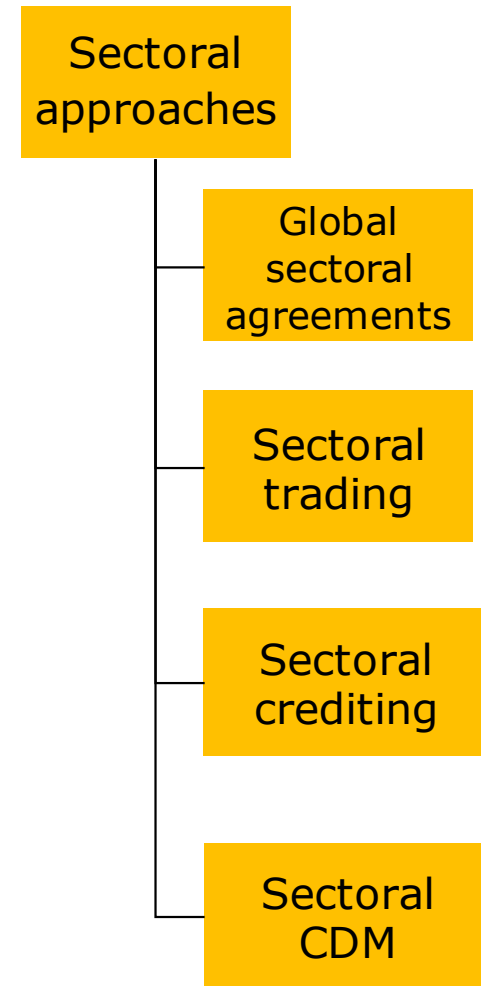 Sectoral
approaches
Global
sectoral
agreements
Sectoral
trading
Sectoral
crediting
Sectoral
CDM